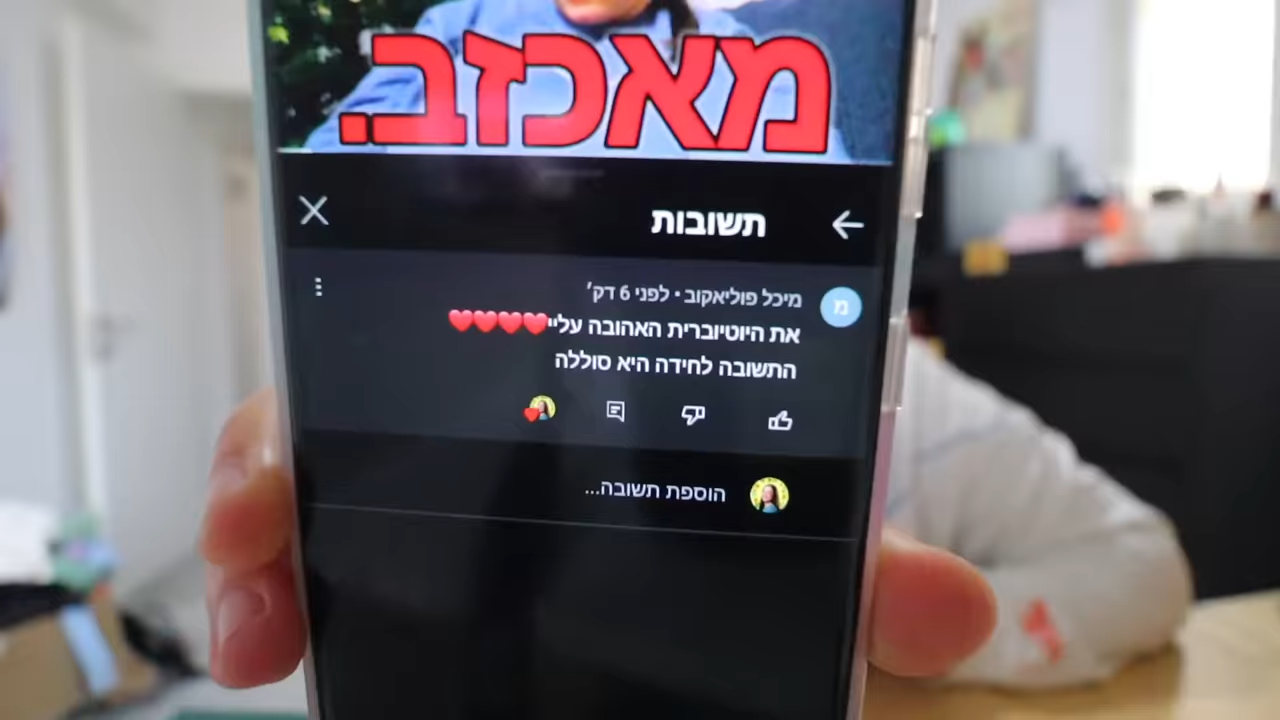 מאכזב.
תשובות
מ
מיכל פוליאקוב • לפני 6 דק'
את היוטיוברית האהובה עליי❤❤❤❤
התשובה לחידה היא סוללה
הוספת תשובה...